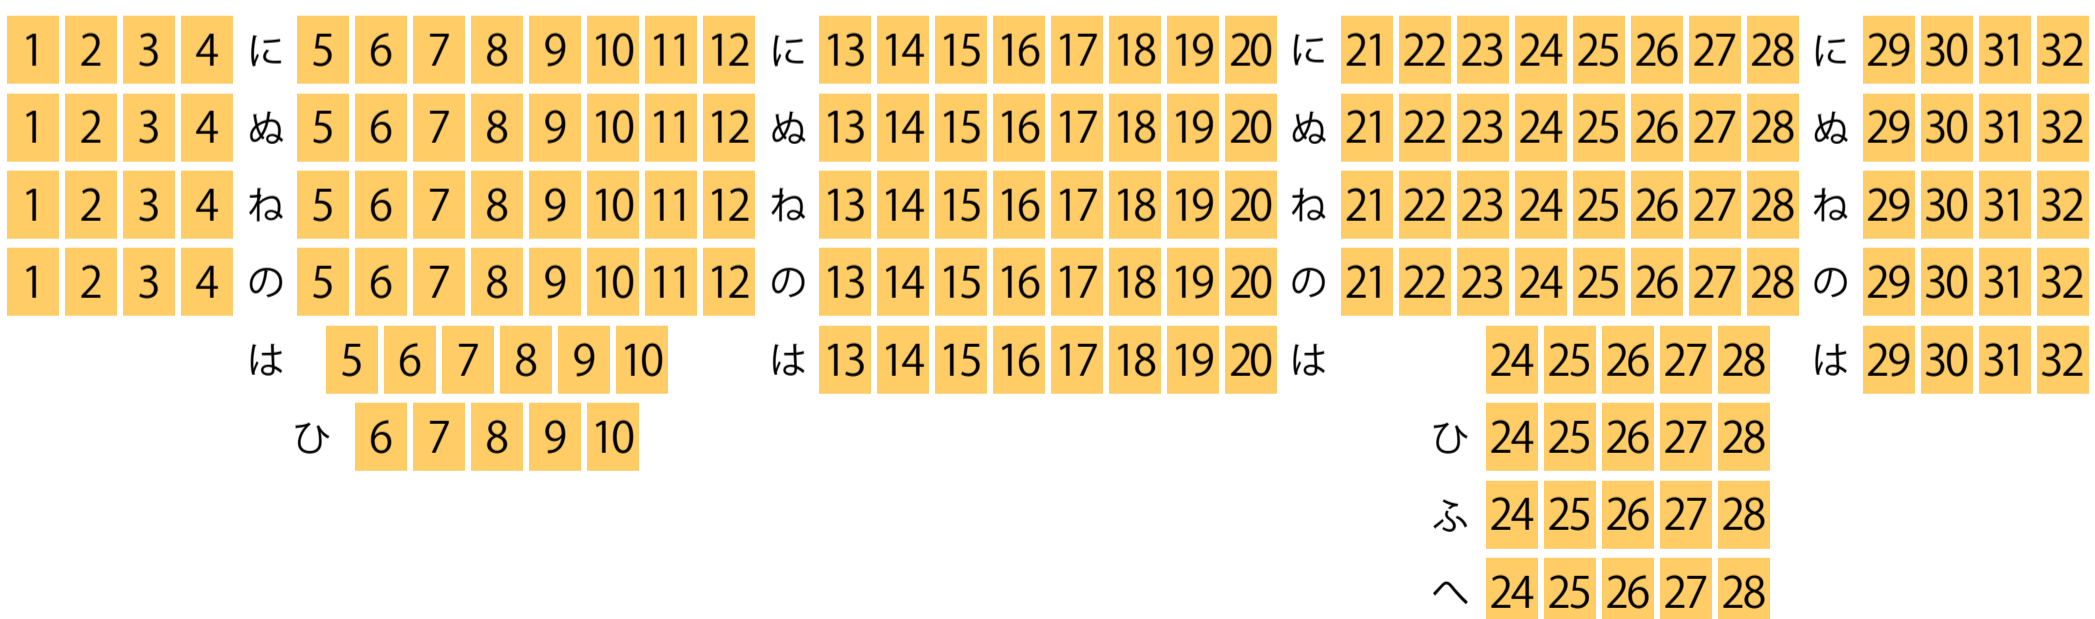 1 2 3 4 に 5 6 7 8 9 10 11 12 に 13 14 15 16 17 18 19 20 に 21 22 23 24 25 26 27 28 に 29 30 31 32
1 2 3 4 ぬ 5 6 7 8 9 10 11 12 ぬ 13 14 15 16 17 18 19 20 ぬ 21 22 23 24 25 26 27 28 ぬ 29 30 31 32
1 2 3 4 ね 5 6 7 8 9 10 11 12 ね 13 14 15 16 17 18 19 20 ね 21 22 23 24 25 26 27 28 ね 29 30 31 32
1 2 3 4 の 5 6 7 8 9 10 11 12 の 13 14 15 16 17 18 19 20 の 21 22 23 24 25 26 27 28 の 29 30 31 32
は 5 6 7 8 9 10 は 13 14 15 16 17 18 19 20 は 24 25 26 27 28 は 29 30 31 32
ひ 6 7 8 9 10 ひ 24 25 26 27 28
ふ 24 25 26 27 28
へ 24 25 26 27 28